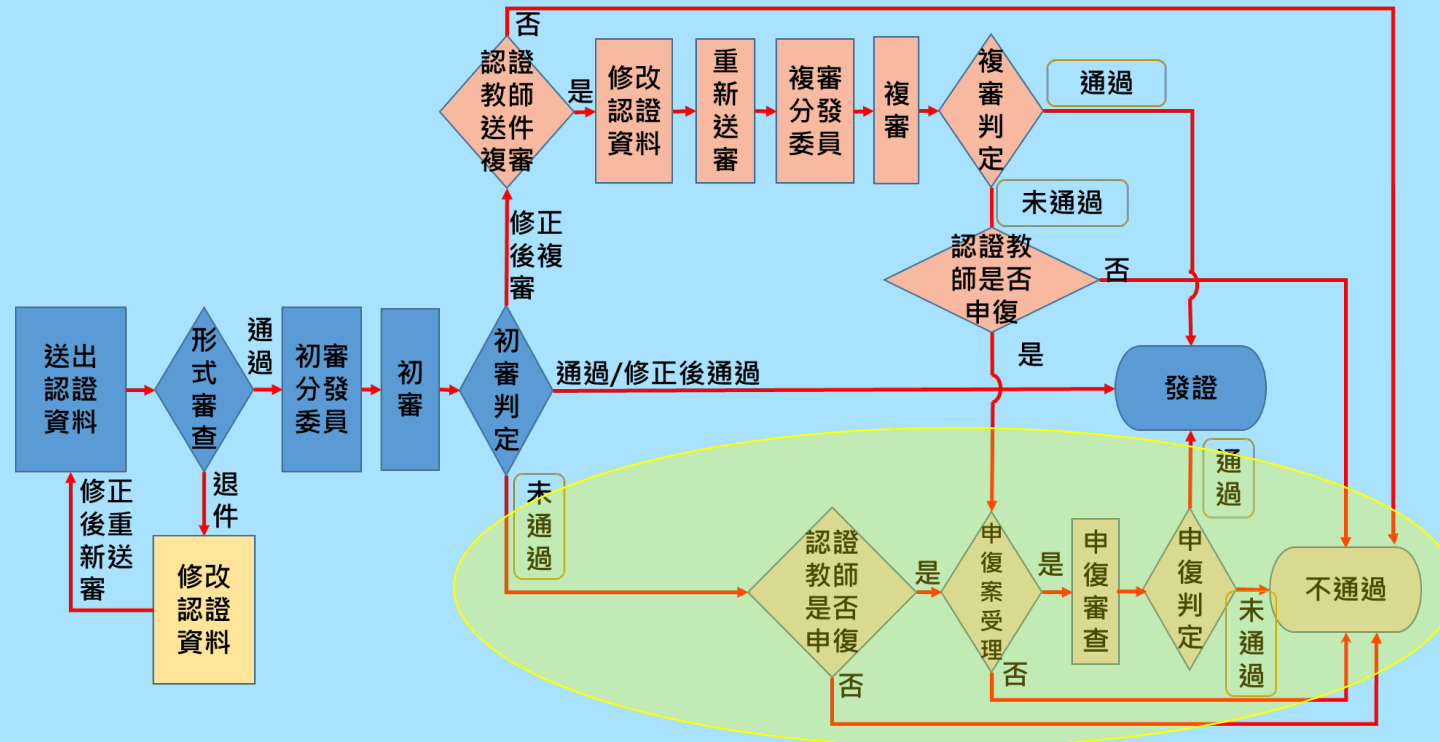 否
認證
教師
送件
複審
是
修改
認證
資料
重
新
送
審
複審
分發
委員
複
審
複
審
判
定
通過
未通過
修正
後複
審
認證教
師是否
申復
否
是
送出
認證
資料
形
式
審
查
通
過
初審
分發
委員
初
審
初
審
判
定
通過/修正後通過
發證
退
件
修正
後重
新送
審
修改
認證
資料
未
通
過
認證
教師
是否
申復
是
否
申
復
案
受
理
是
否
申
復
審
查
申
復
判
定
通
過
未
通
過
不通過